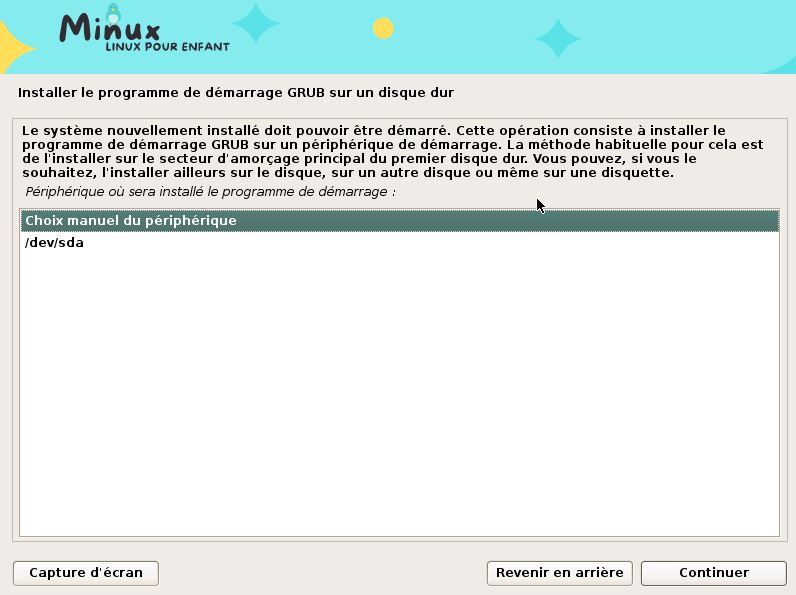 Minux
LINUX POUR ENFANT
Installer le programme de démarrage GRUB sur un disque dur
Le système nouvellement installé doit pouvoir être démarré. Cette opération consiste à installer le
programme de démarrage GRUB sur un périphérique de démarrage. La méthode habituelle pour cela est
de l'installer sur le secteur d'amorçage principal du premier disque dur. Vous pouvez, si vous le
souhaitez, l'installer ailleurs sur le disque, sur un autre disque ou même sur une disquette.
Périphérique où sera installé le programme de démarrage :
Choix manuel du périphérique
/dev/sda
Capture d'écran
Revenir en arrière
Continuer